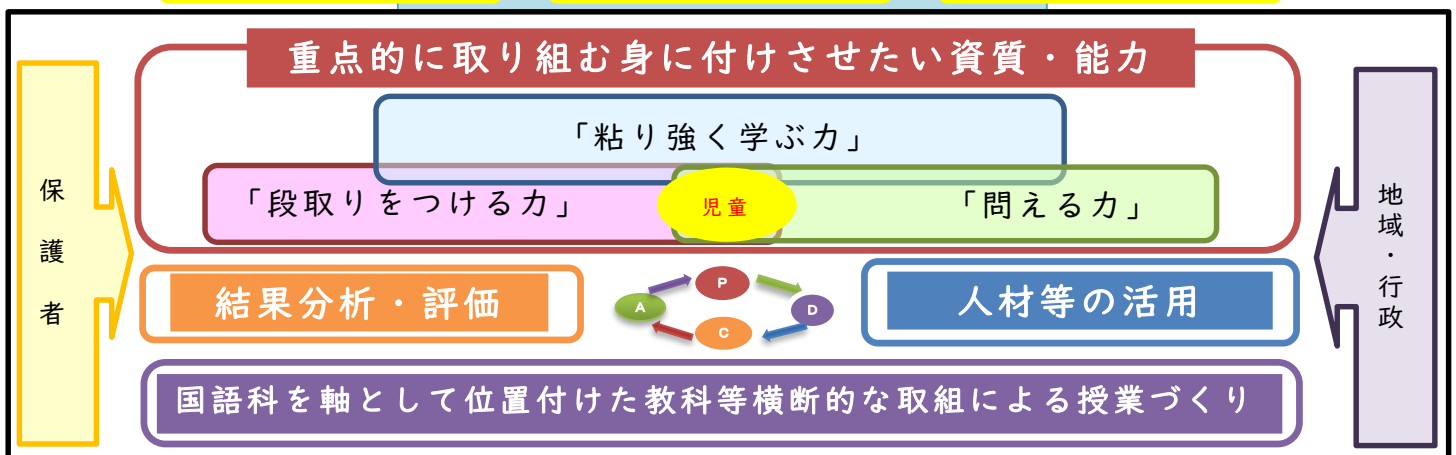 重点的に取り組む身に付けさせたい資質・能力
「粘り強く学ぶ力」
「段取りをつける力」
児童
「問える力」
保護者
地域・行政
結果分析・評価
P
A
D
C
人材等の活用
国語科を軸として位置付けた教科等横断的な取組による授業づくり